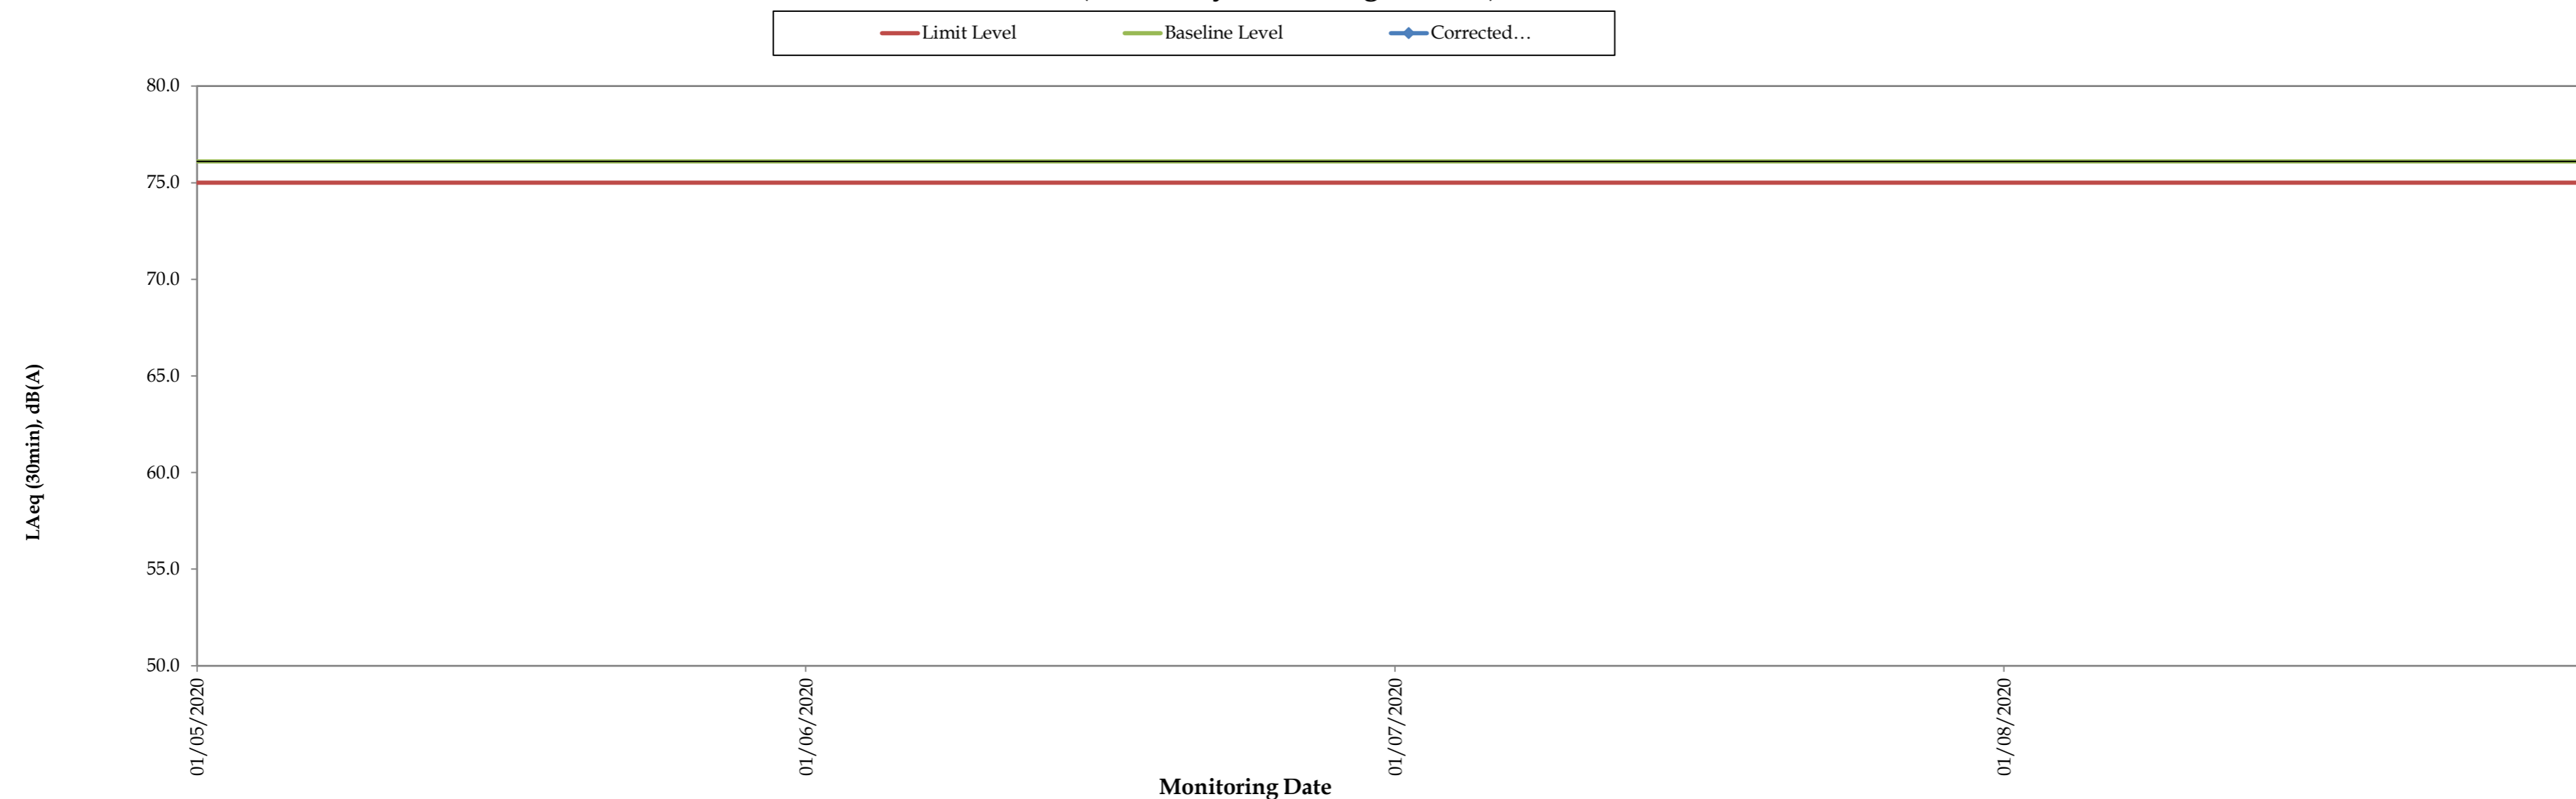 Limit Level
Baseline Level
Corrected…
80.0
75.0
70.0
65.0
60.0
55.0
50.0
LAeq (30min), dB(A)
01/05/2020
01/06/2020
01/07/2020
01/08/2020
Monitoring Date